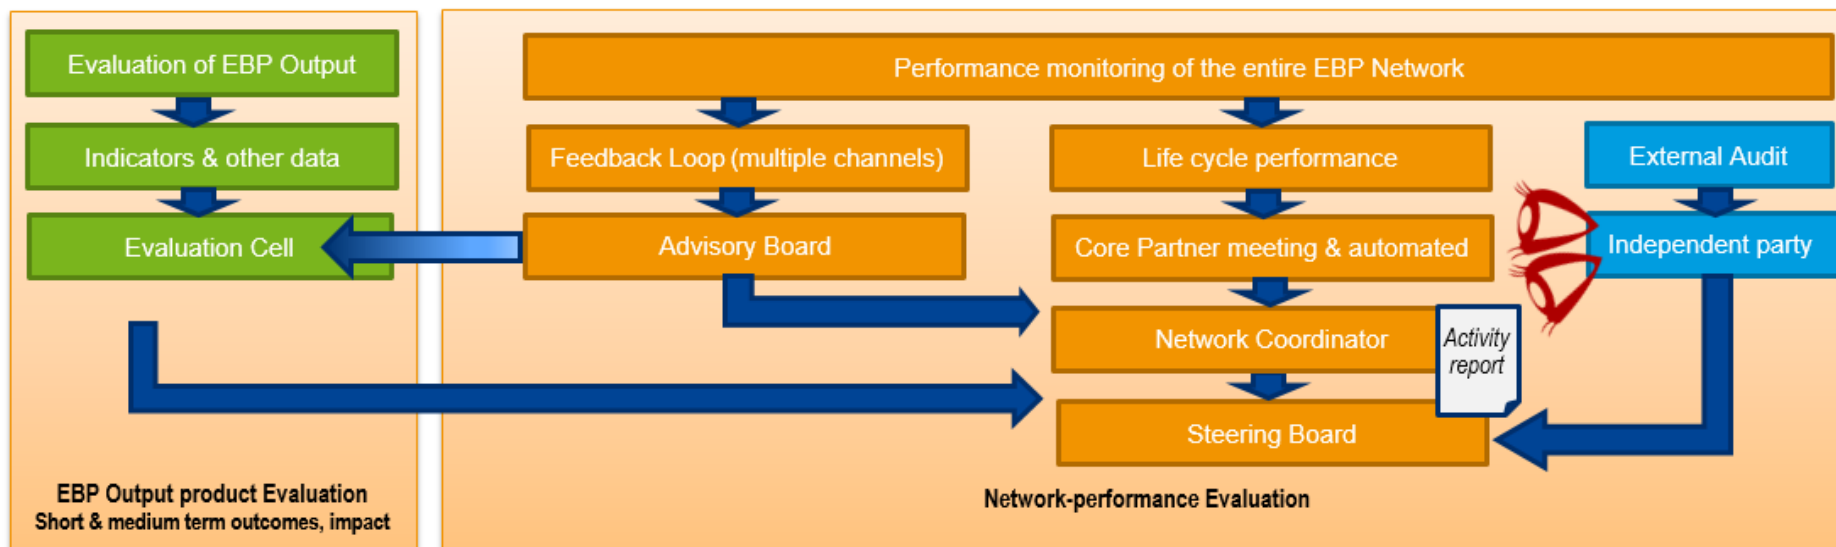 Evaluation of EBP Output
Indicators & other data
Evaluation Cell
EBP Output product Evaluation
Short & medium term outcomes, impact
Performance monitoring of the entire EBP Network
Feedback Loop (multiple channels)
Advisory Board
Life cycle performance
Core Partner meeting & automated
Network Coordinator
Activity
report
Steering Board
External Audit
Independent party
Network-performance Evaluation